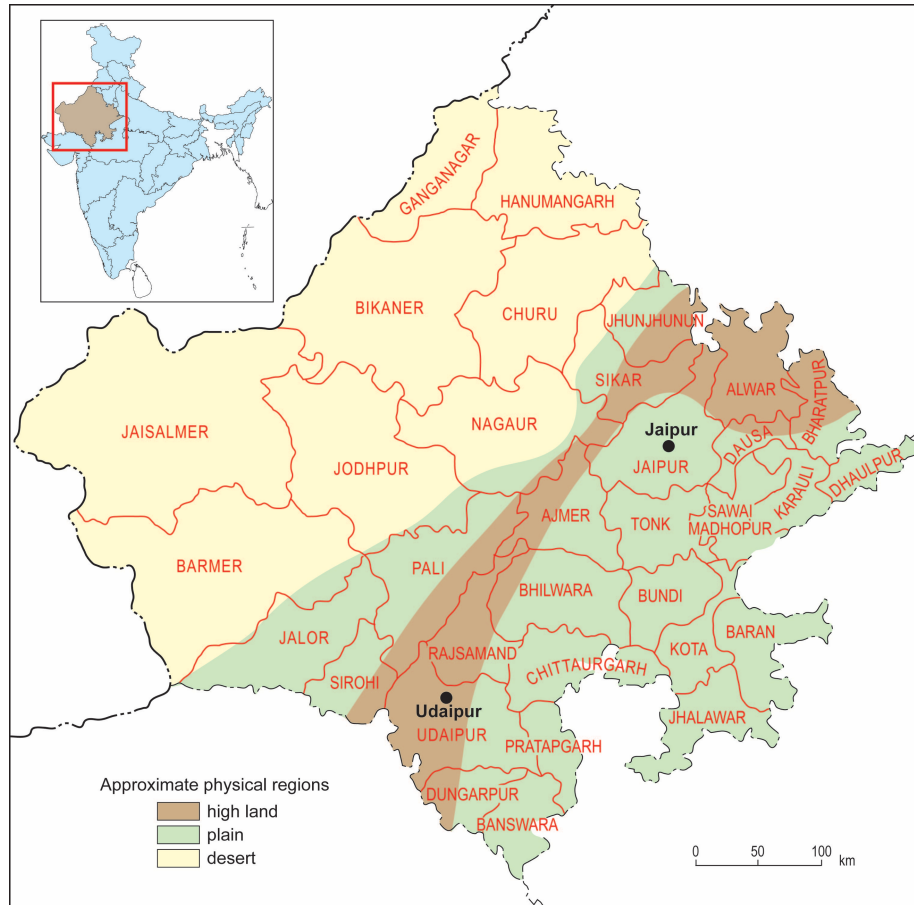 GANGANAGAR
HANUMANGARH
BIKANER
CHURU
JHUNJHUNUN
SIKAR
ALWAR
BHARATPUR
JAISALMER
NAGAUR
Jaipur
JAIPUR
DAUSA
JODHPUR
DHAULPUR
KARAULI
AJMER
TONK
SAWAI
MADHOPUR
BARMER
PALI
BHILWARA
BUNDI
JALOR
RAJSAMAND
CHITTAURGARH
KOTA
BARAN
SIROHI
Udaipur
UDAIPUR
PRATAPGARH
JHALAWAR
DUNGARPUR
BANSWARA
Approximate physical regions
high land
plain
desert
0 50 100
km